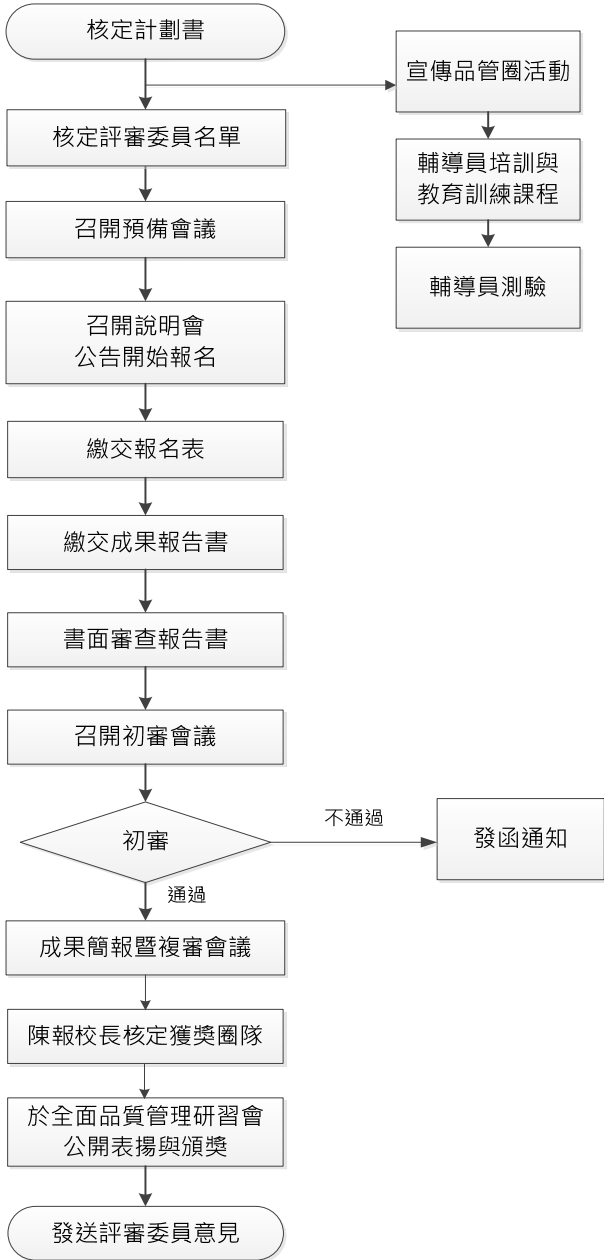 核定計劃書
宣傳品管圈活動
核定評審委員名單
輔導員培訓與
教育訓練課程
召開預備會議
輔導員測驗
召開說明會
公告開始報名
繳交報名表
繳交成果報告書
書面審查報告書
召開初審會議
初審
不通過
發函通知
通過
成果簡報暨複審會議
陳報校長核定獲獎圈隊
於全面品質管理研習會
公開表揚與頒獎
發送評審委員意見